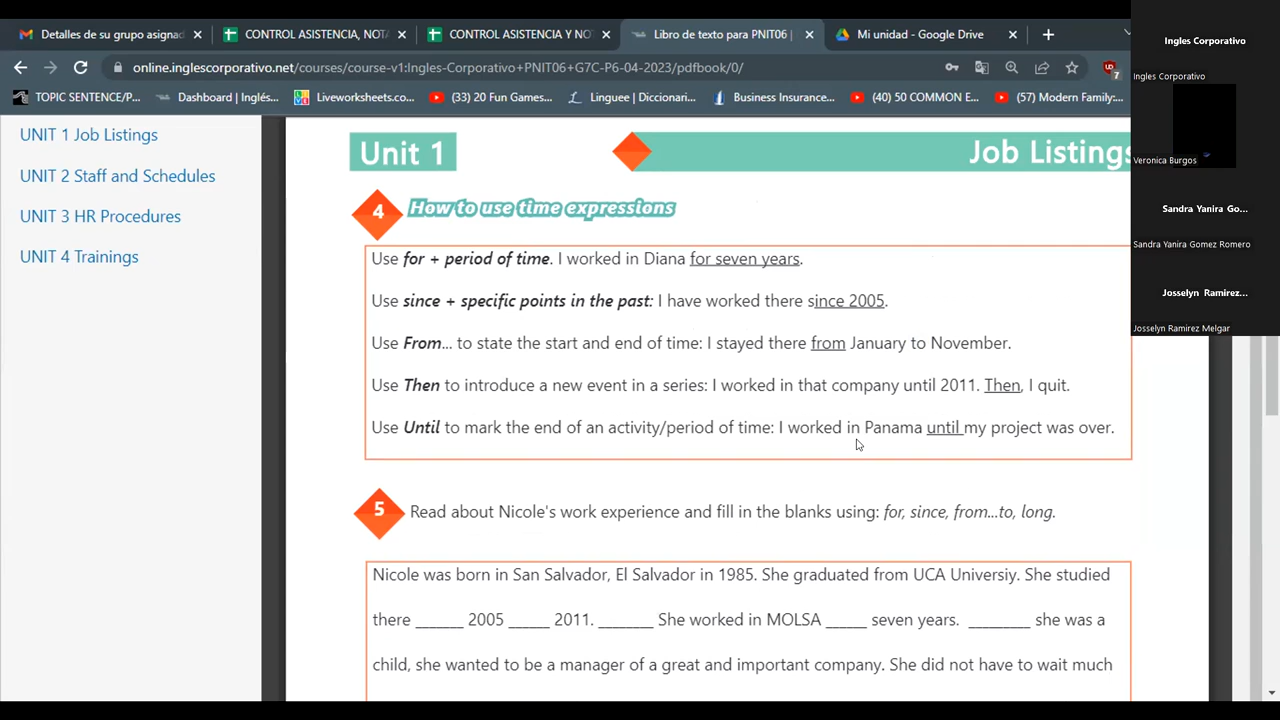 Detalles de su grupo asignad
CONTROL ASISTENCIA, NOTA
CONTROL ASISTENCIA Y NOT
Libro de texto para PNIT06 |
Mi unidad - Google Drive
online.inglescorporativo.net/courses/course-v1:Ingles-Corporativo+PNIT06+G7C-P6-04-2023/pdfbook/0/
7
TOPIC SENTENCE/P...
Dashboard | Inglés...
Liveworksheets.co...
(33) 20 Fun Games...
Linguee | Diccionari...
Business Insurance...
(40) 50 COMMON E...
(57) Modern Family:...
Ingles Corporativo
Ingles Corporativo
Veronica Burgos
Sandra Yanira Go...
Sandra Yanira Gomez Romero
Josselyn Ramirez...
Josselyn Ramirez Melgar
UNIT 1 Job Listings
UNIT 2 Staff and Schedules
UNIT 3 HR Procedures
UNIT 4 Trainings
Unit 1
Job Listings
4 How to use time expressions
Use for + period of time. I worked in Diana for seven years.
Use since + specific points in the past: I have worked there since 2005.
Use From... to state the start and end of time: I stayed there from January to November.
Use Then to introduce a new event in a series: I worked in that company until 2011. Then, I quit.
Use Until to mark the end of an activity/period of time: I worked in Panama until my project was over.
5 Read about Nicole's work experience and fill in the blanks using: for, since, from...to, long.
Nicole was born in San Salvador, El Salvador in 1985. She graduated from UCA Universiy. She studied
there _______ 2005 ______ 2011. ________ She worked in MOLSA ______ seven years. _________ she was a
child, she wanted to be a manager of a great and important company. She did not have to wait much